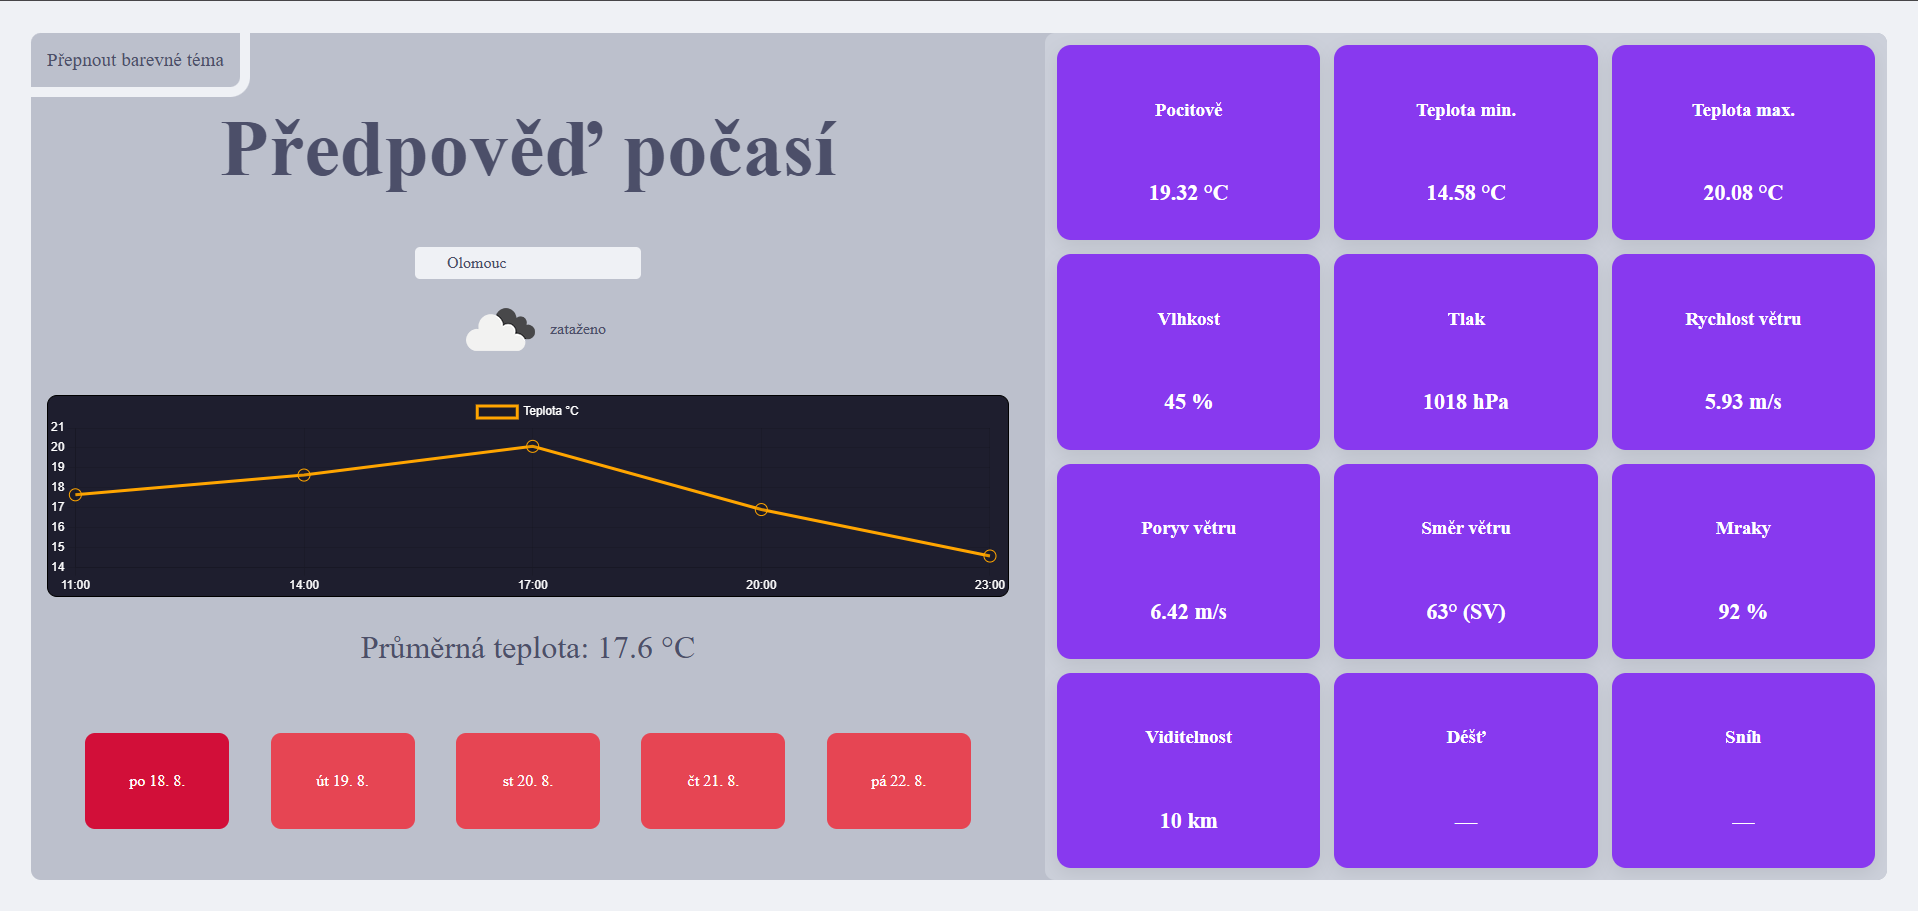 Přepnout barevné téma
Předpověď počasí
Olomouc
zataženo
Teplota °C
21
20
19
18
17
16
15
14
11:00 14:00 17:00 20:00 23:00
Průměrná teplota: 17.6 °C
po 18. 8. út 19. 8. st 20. 8. čt 21. 8. pá 22. 8.
Pocitově Teplota min. Teplota max.
19.32 °C 14.58 °C 20.08 °C
Vlhkost Tlak Rychlost větru
45 % 1018 hPa 5.93 m/s
Poryv větru Směr větru Mraky
6.42 m/s 63° (SV) 92 %
Viditelnost Déšť Sníh
10 km — —